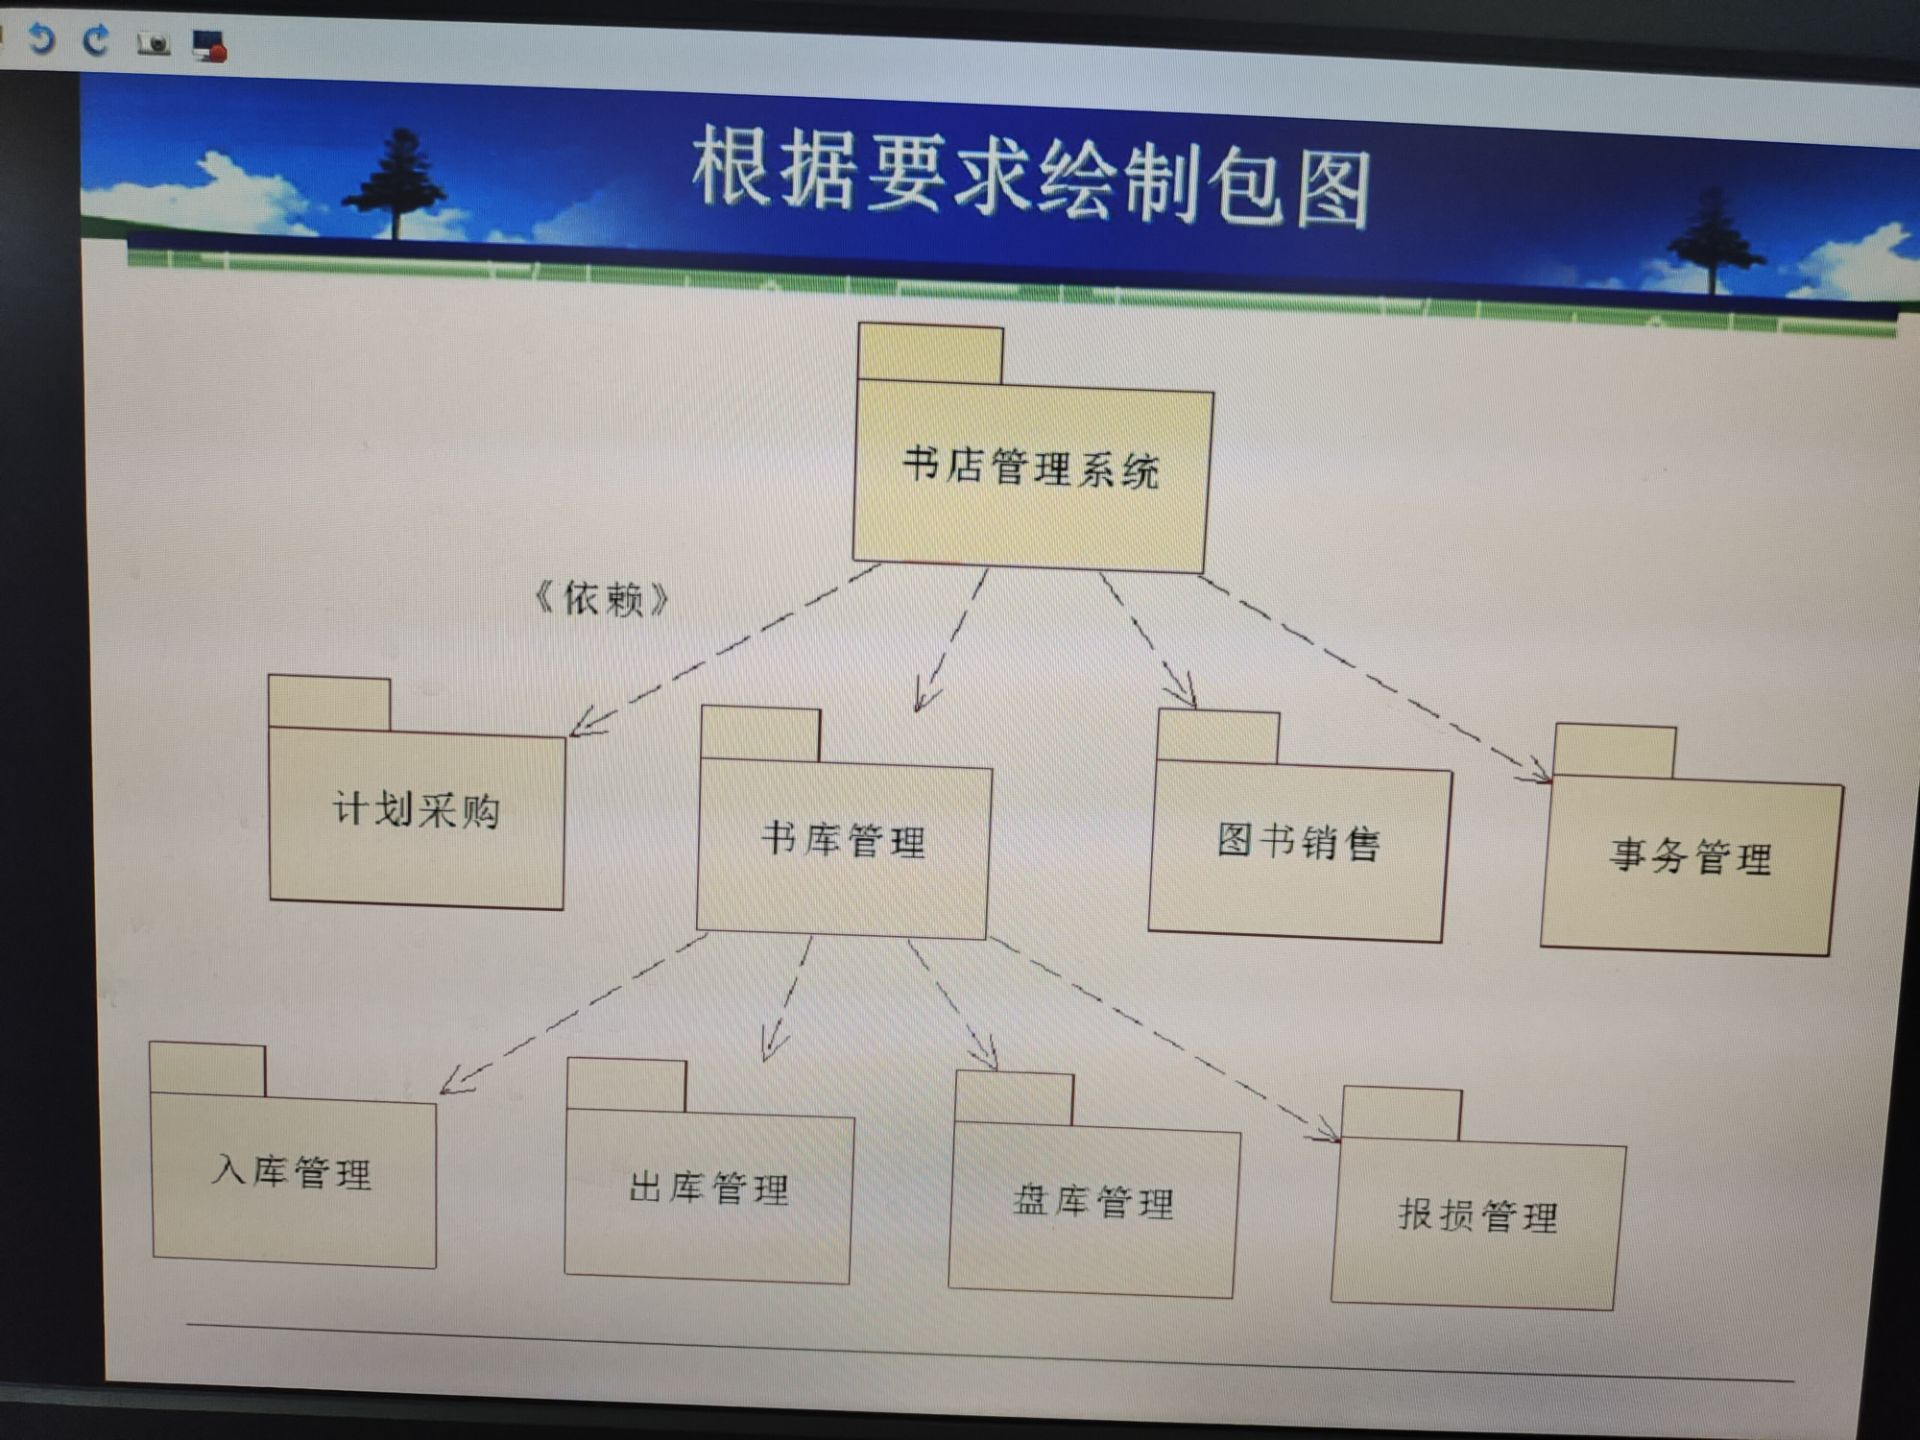 根据要求绘制包图
书店管理系统
《依赖》
计划采购
书库管理
图书销售
事务管理
入库管理
出库管理
盘库管理
报损管理